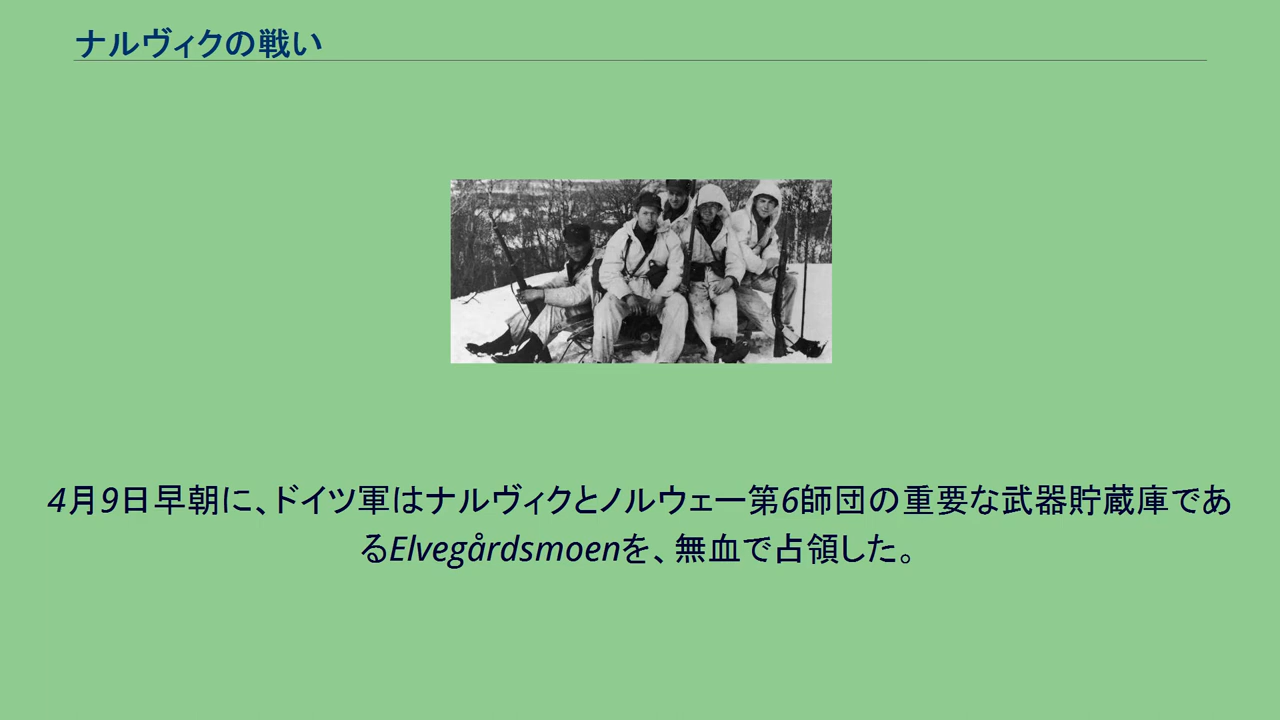 ナルヴィクの戦い
4月9日早朝に、ドイツ軍はナルヴィクとノルウェー第6師団の重要な武器貯蔵庫であ
るElvegårdsmoenを、無血で占領した。